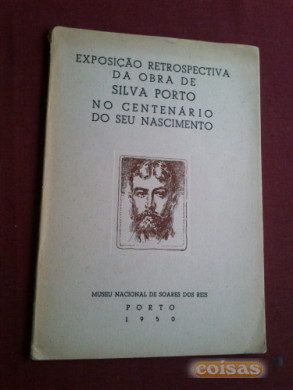 EXPOSIÇÃO RETROSPECTIVA
DA OBRA DE
SILVA PORTO
NO CENTENÁRIO
DO SEU NASCIMENTO
MUSEU NACIONAL DE SOARES DOS REIS
PORTO
1950
coisas